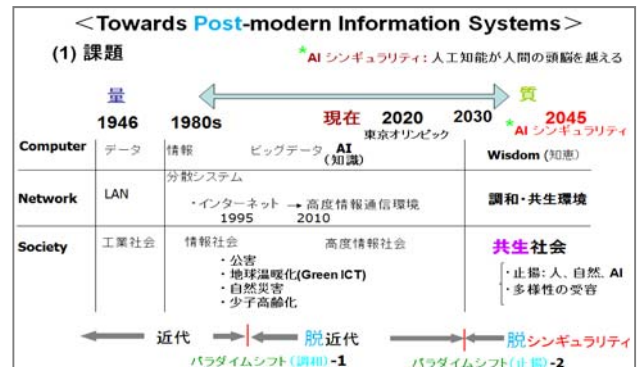 ＜Towards Post-modern Information Systems＞
(1) 課題
*AI シンギュラリティ: 人工知能が人間の頭脳を越える
量 質
1946 1980s 現在 2020 2030 2045
東京オリンピック
*AI シンギュラリティ
Computer データ 情報 ビッグデータ AI Wisdom (知恵)
(知識)
分散システム
Network LAN ・インターネット → 高度情報通信環境 調和・共生環境
1995 2010
Society 工業社会 情報社会 高度情報社会 共生社会
・公害
・地球温暖化(Green ICT)
・自然災害
・少子高齢化
・止揚: 人、自然、AI
・多様性の受容
近代 脱近代 脱シンギュラリティ
パラダイムシフト(調和)-1 パラダイムシフト(止揚)-2